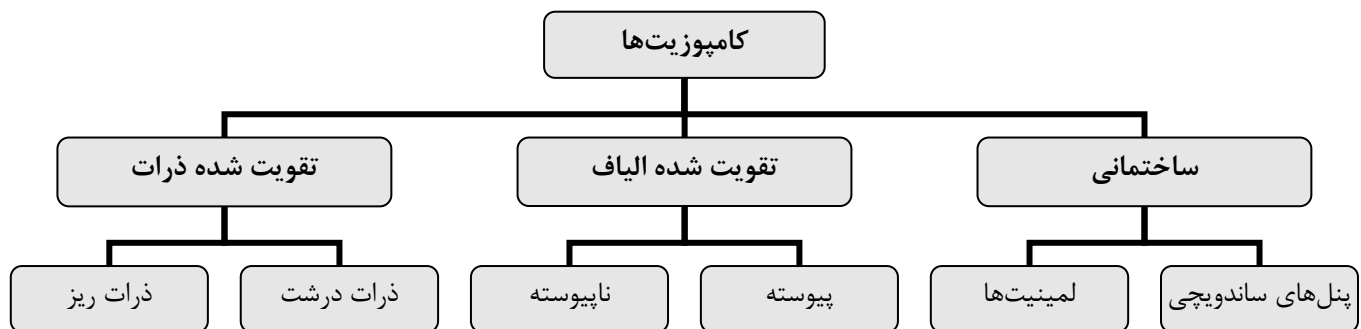 کامپوزیت‌ها
ساختمانی
تقویت شده الیاف
تقویت شده ذرات
پنل‌های ساندویچی
لمینیت‌ها
پیوسته
ناپیوسته
ذرات درشت
ذرات ریز